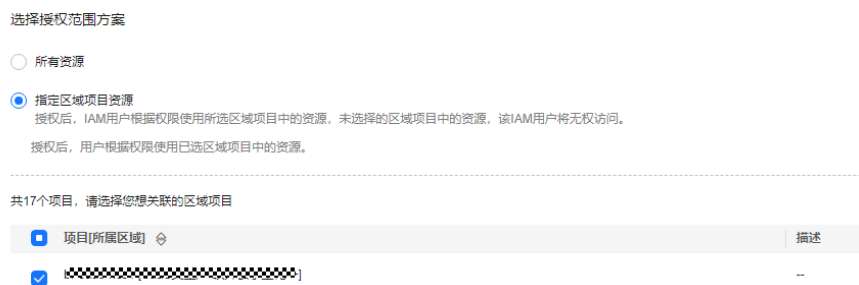 选择授权范围方案
所有资源
指定区域项目资源
授权后，IAM用户根据权限使用所选区域项目中的资源，未选择的区域项目中的资源，该IAM用户将无权访问。
授权后，用户根据权限使用已选区域项目中的资源。
共17个项目，请选择您想关联的区域项目
项目[所属区域] 描述
] --